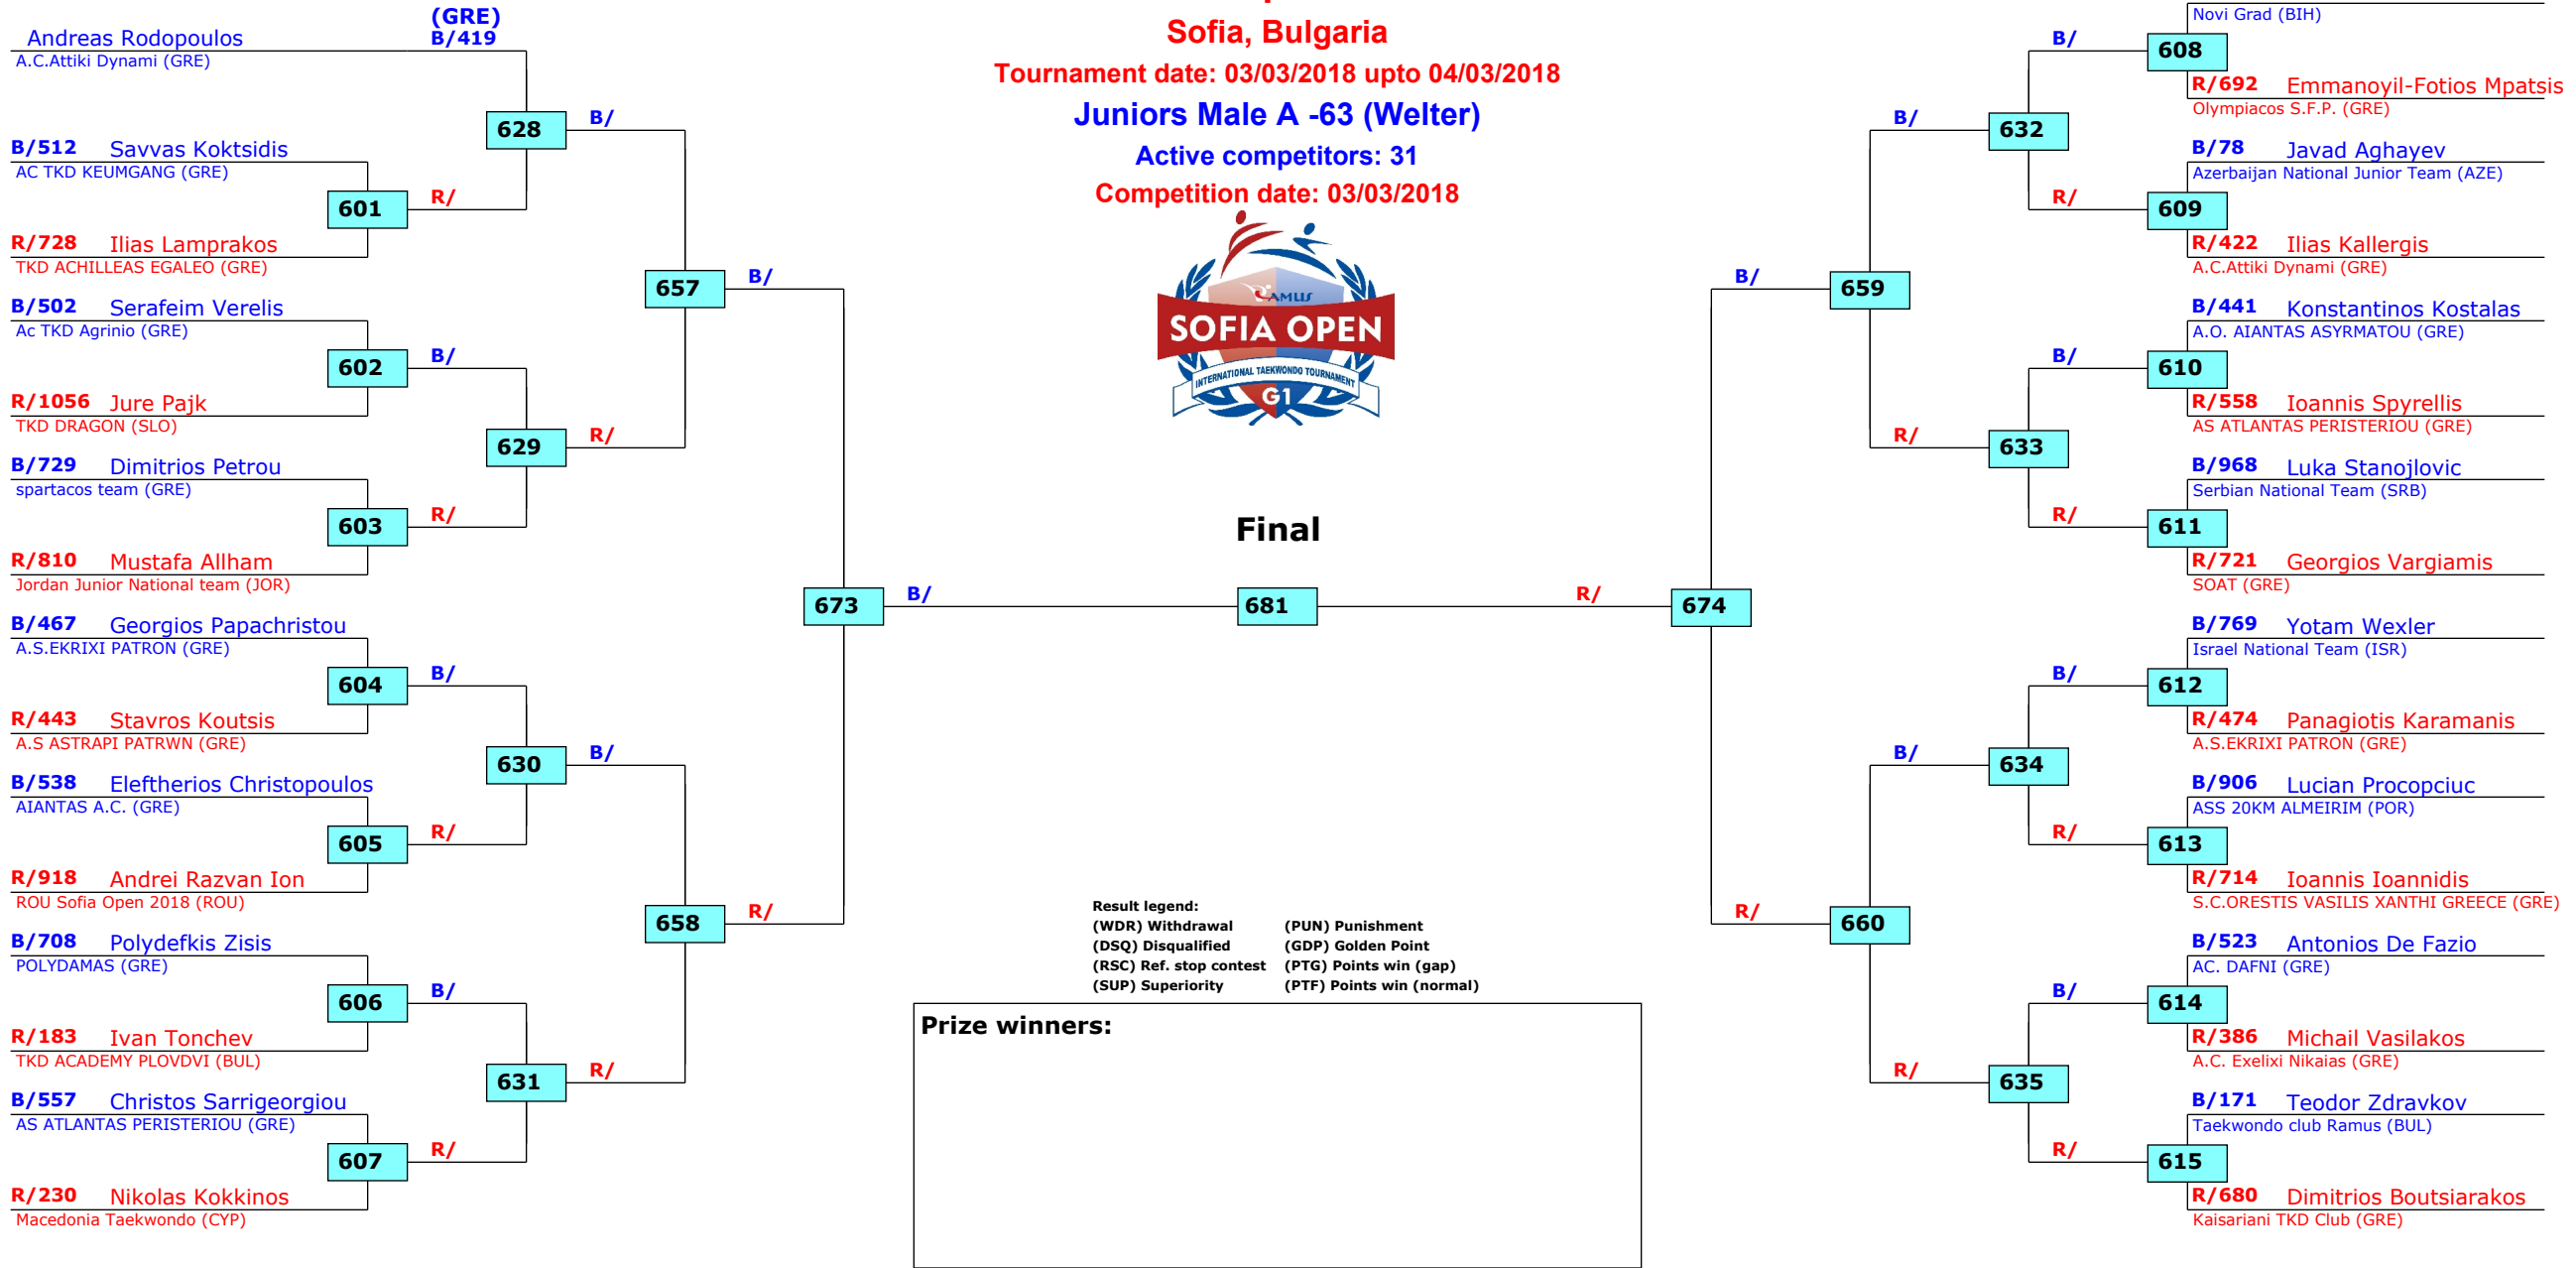 (GRE)
Andreas Rodopoulos B/419
A.C.Attiki Dynami (GRE)
628
B/
B/512 Savvas Koktsidis
AC TKD KEUMGANG (GRE)
601
R/
R/728 Ilias Lamprakos
TKD ACHILLEAS EGALEO (GRE)
657
B/
B/502 Serafeim Verelis
Ac TKD Agrinio (GRE)
602
B/
R/1056 Jure Pajk
TKD DRAGON (SLO)
629
R/
B/729 Dimitrios Petrou
spartacos team (GRE)
603
R/
R/810 Mustafa Allham
Jordan Junior National team (JOR)
673
B/
B/467 Georgios Papachristou
A.S.EKRIXI PATRON (GRE)
604
B/
R/443 Stavros Koutsis
A.S ASTRAPI PATRWN (GRE)
630
B/
B/538 Eleftherios Christopoulos
AIANTAS A.C. (GRE)
605
R/
R/918 Andrei Razvan Ion
ROU Sofia Open 2018 (ROU)
658
R/
B/708 Polydefkis Zisis
POLYDAMAS (GRE)
606
B/
R/183 Ivan Tonchev
TKD ACADEMY PLOVDVI (BUL)
631
R/
B/557 Christos Sarrigeorgiou
AS ATLANTAS PERISTERIOU (GRE)
607
R/
R/230 Nikolas Kokkinos
Macedonia Taekwondo (CYP)
Sofia, Bulgaria
Tournament date: 03/03/2018 upto 04/03/2018
Juniors Male A -63 (Welter)
Active competitors: 31
Competition date: 03/03/2018
RAMUS
SOFIA OPEN
INTERNATIONAL TAEKWONDO TOURNAMENT
G1
Final
681
R/
674
Result legend:
(WDR) Withdrawal (PUN) Punishment
(DSQ) Disqualified (GDP) Golden Point
(RSC) Ref. stop contest (PTG) Points win (gap)
(SUP) Superiority (PTF) Points win (normal)
Prize winners:
Novi Grad (BIH)
B/
608
R/692 Emmanoyil-Fotios Mpatsis
Olympiacos S.F.P. (GRE)
B/
632
B/78 Javad Aghayev
Azerbaijan National Junior Team (AZE)
R/
609
R/422 Ilias Kallergis
A.C.Attiki Dynami (GRE)
B/
659
B/441 Konstantinos Kostalas
A.O. AIANTAS ASYRMATOU (GRE)
B/
610
R/558 Ioannis Spyrellis
AS ATLANTAS PERISTERIOU (GRE)
R/
633
B/968 Luka Stanojlovic
Serbian National Team (SRB)
R/
611
R/721 Georgios Vargiamis
SOAT (GRE)
B/769 Yotam Wexler
Israel National Team (ISR)
B/
612
R/474 Panagiotis Karamanis
A.S.EKRIXI PATRON (GRE)
B/
634
B/906 Lucian Procopciuc
ASS 20KM ALMEIRIM (POR)
R/
613
R/714 Ioannis Ioannidis
S.C.ORESTIS VASILIS XANTHI GREECE (GRE)
R/
660
B/523 Antonios De Fazio
AC. DAFNI (GRE)
B/
614
R/386 Michail Vasilakos
A.C. Exelixi Nikaias (GRE)
R/
635
B/171 Teodor Zdravkov
Taekwondo club Ramus (BUL)
R/
615
R/680 Dimitrios Boutsiarakos
Kaisariani TKD Club (GRE)